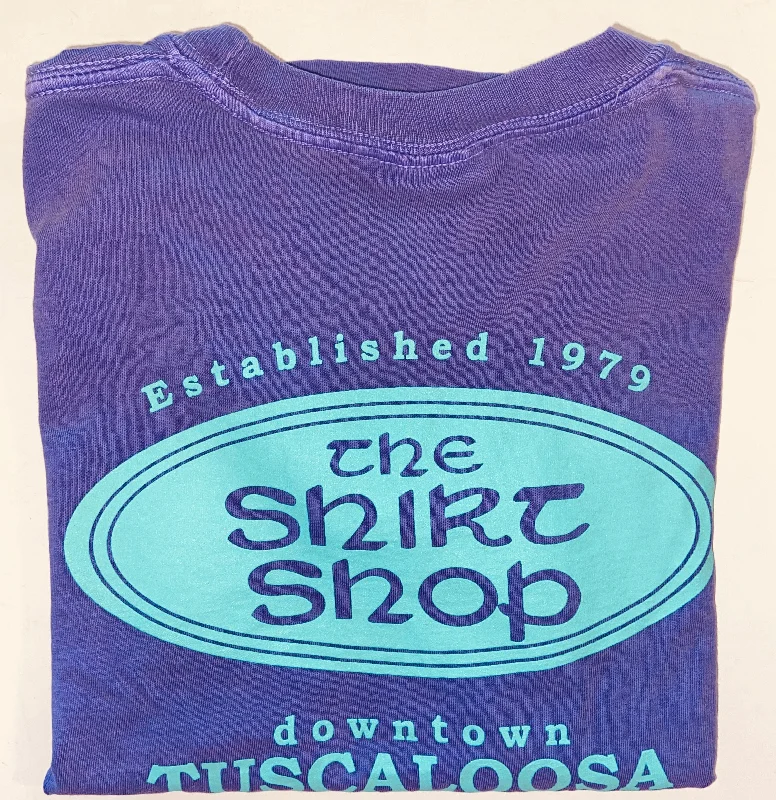 Established 1979
THE
SHIRT
SHOP
downtown
TUSCALOOSA